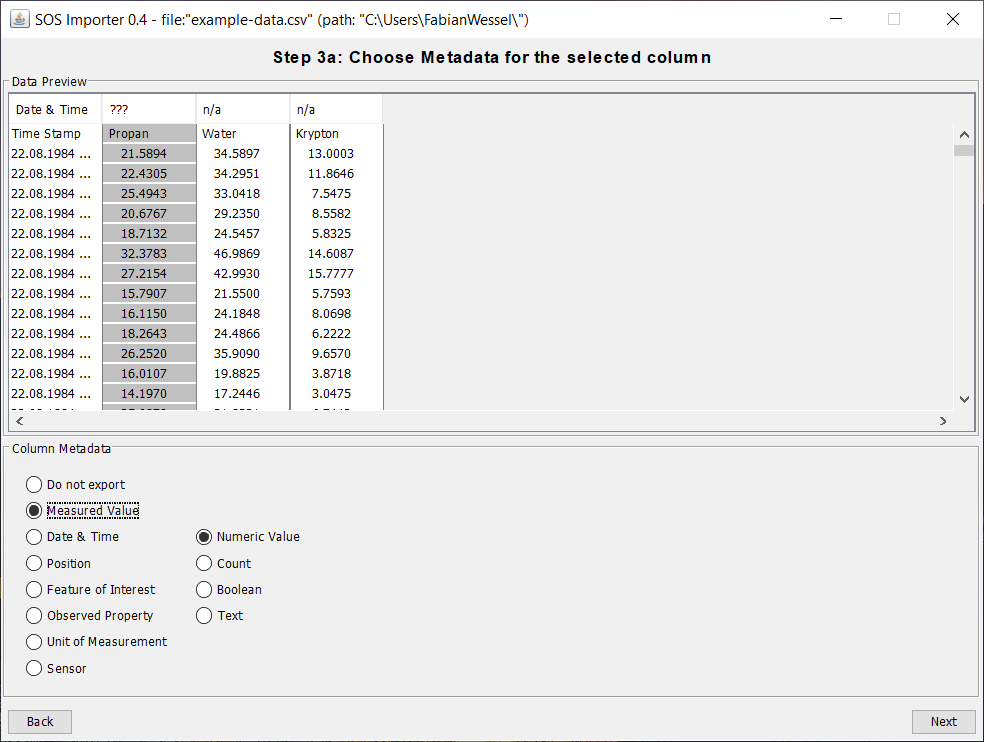 SOS Importer 0.4 - file:"example-data.csv" (path: "C:\Users\FabianWessel\")
Step 3a: Choose Metadata for the selected column
Data Preview
Date & Time ??? n/a n/a
Time Stamp Propan Water Krypton
22.08.1984 ... 21.5894 34.5897 13.0003
22.08.1984 ... 22.4305 34.2951 11.8646
22.08.1984 ... 25.4943 33.0418 7.5475
22.08.1984 ... 20.6767 29.2350 8.5582
22.08.1984 ... 18.7132 24.5457 5.8325
22.08.1984 ... 32.3783 46.9869 14.6087
22.08.1984 ... 27.2154 42.9930 15.7777
22.08.1984 ... 15.7907 21.5500 5.7593
22.08.1984 ... 16.1150 24.1848 8.0698
22.08.1984 ... 18.2643 24.4866 6.2222
22.08.1984 ... 26.2520 35.9090 9.6570
22.08.1984 ... 16.0107 19.8825 3.8718
22.08.1984 ... 14.1970 17.2446 3.0475
Column Metadata
Do not export
Measured Value
Date & Time Numeric Value
Position Count
Feature of Interest Boolean
Observed Property Text
Unit of Measurement
Sensor
Back Next